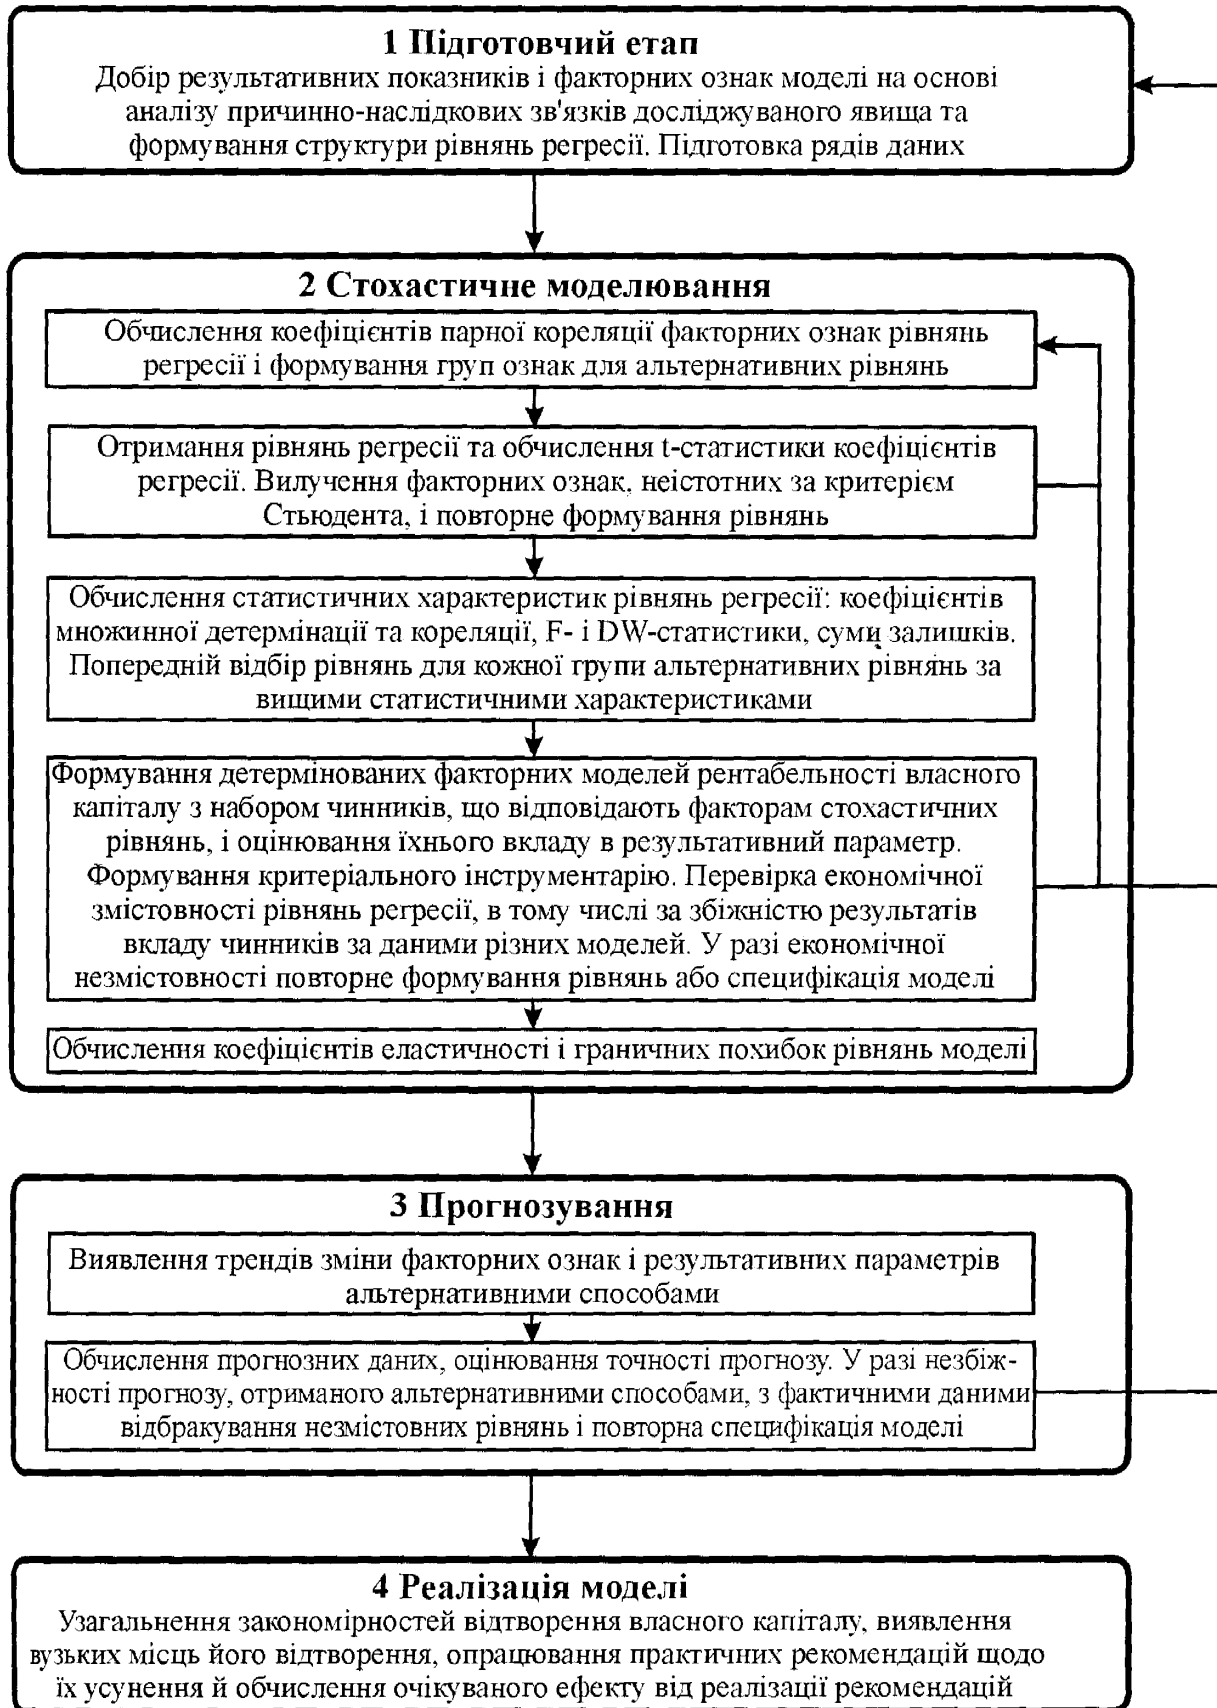 1 Підготовчий етап
Добір результативних показників і факторних ознак моделі на основі
аналізу причинно-наслідкових зв'язків досліджуваного явища та
формування структури рівнянь регресії. Підготовка рядів даних
2 Стохастичне моделювання
Обчислення коефіцієнтів парної кореляції факторних ознак рівнянь
регресії і формування груп ознак для альтернативних рівнянь
Отримання рівнянь регресії та обчислення t-статистики коефіцієнтів
регресії. Вилучення факторних ознак, неістотних за критерієм
Стьюдента, і повторне формування рівнянь
Обчислення статистичних характеристик рівнянь регресії: коефіцієнтів
множинної детермінації та кореляції, F- і DW-статистики, суми залишків.
Попередній відбір рівнянь для кожної групи альтернативних рівнянь за
вищими статистичними характеристиками
Формування детермінованих факторних моделей рентабельності власного
капіталу з набором чинників, що відповідають факторам стохастичних
рівнянь, і оцінювання їхнього вкладу в результативний параметр.
Формування критеріального інструментарію. Перевірка економічної
змістовності рівнянь регресії, в тому числі за збіжністю результатів
вкладу чинників за даними різних моделей. У разі економічної
незмістовності повторне формування рівнянь або специфікація моделі
Обчислення коефіцієнтів еластичності і граничних похибок рівнянь моделі
3 Прогнозування
Виявлення трендів зміни факторних ознак і результативних параметрів
альтернативними способами
Обчислення прогнозних даних, оцінювання точності прогнозу. У разі незбіж-
ності прогнозу, отриманого альтернативними способами, з фактичними даними
відбракування незмістовних рівнянь і повторна специфікація моделі
4 Реалізація моделі
Узагальнення закономірностей відтворення власного капіталу, виявлення
вузьких місць його відтворення, опрацювання практичних рекомендацій щодо
їх усунення й обчислення очікуваного ефекту від реалізації рекомендацій